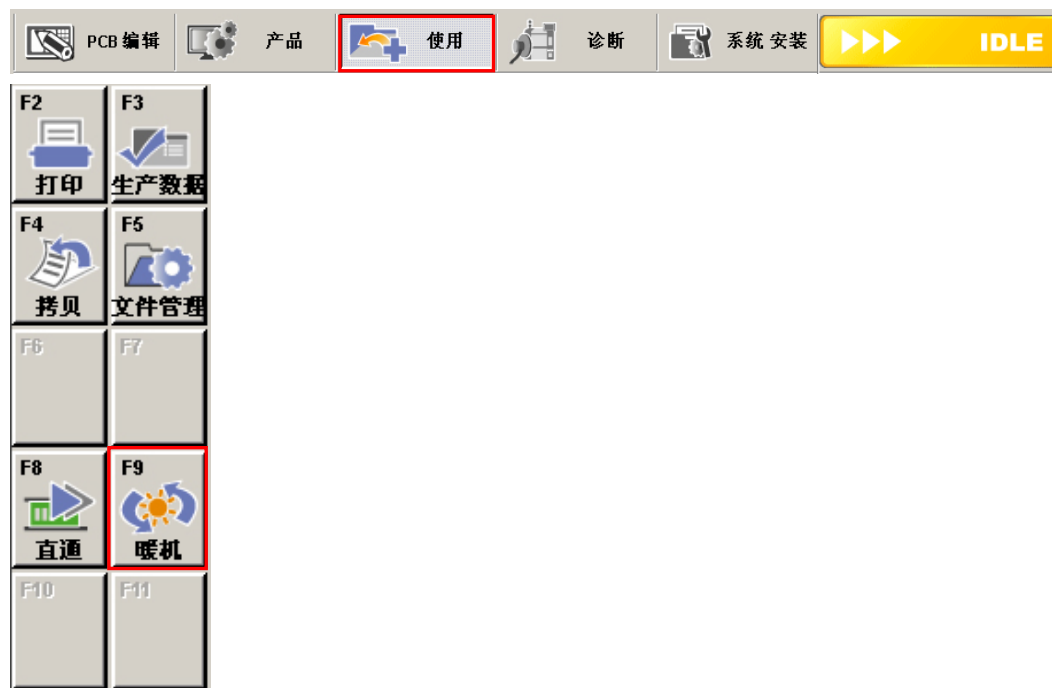 PCB 编辑 产品 使用 诊断 系统 安装 IDLE
F2 F3
打印 生产数据
F4 F5
拷贝 文件管理
F6 F7
F8 F9
直通 暖机
F10 F11